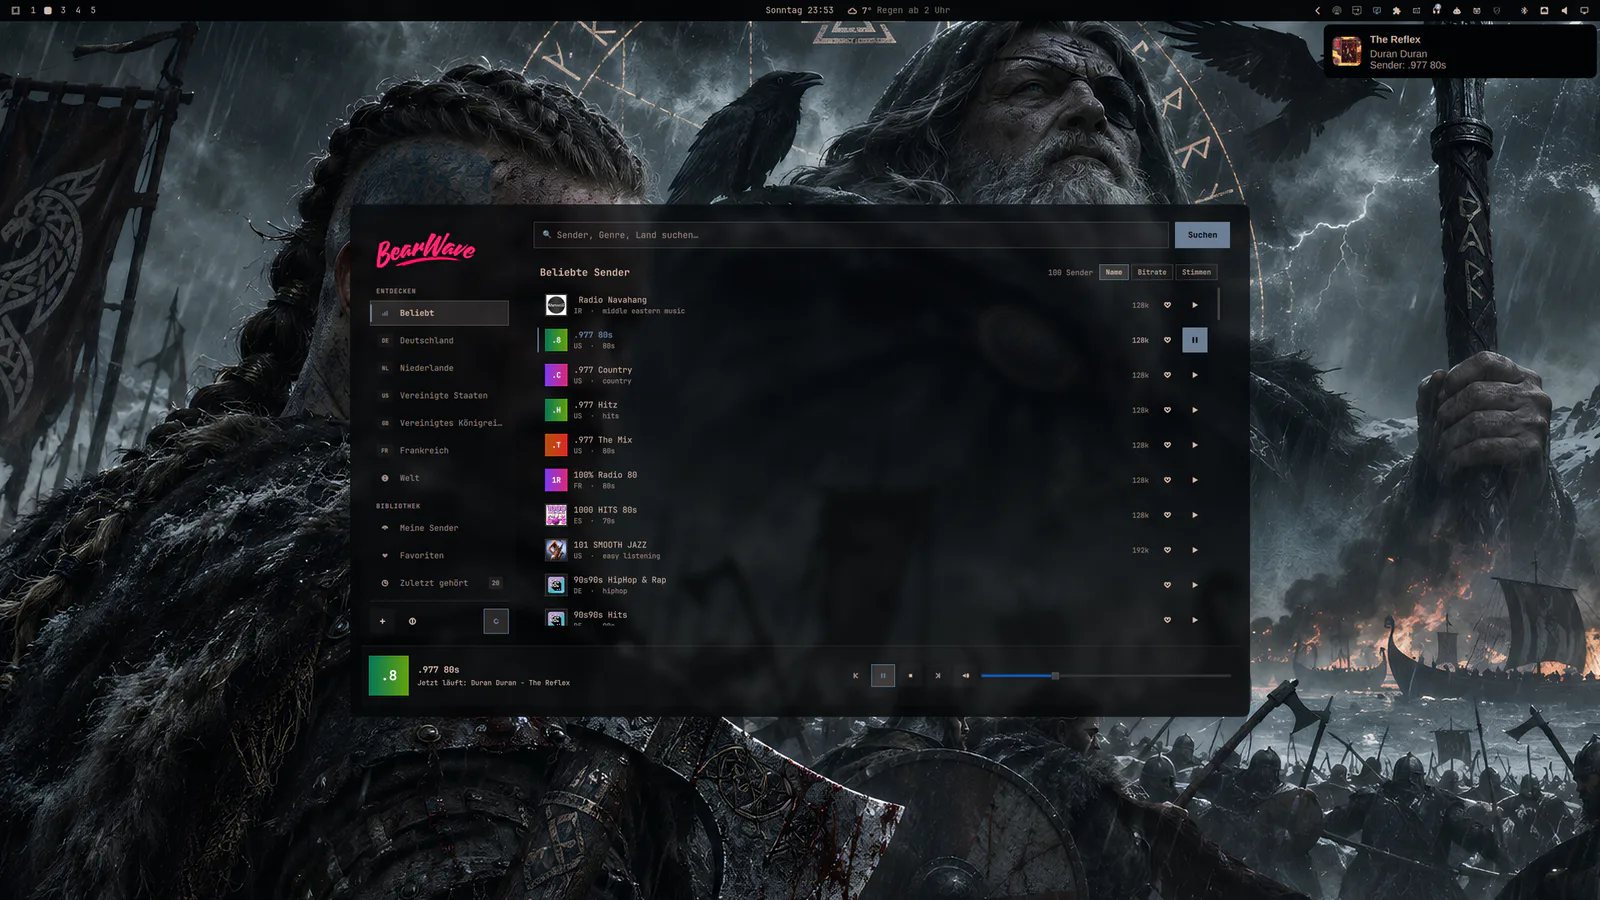 1 3 4 5
Sonntag 23:53
7° Regen ab 2 Uhr
The Reflex
Duran Duran
Sender: .977 80s
BearWave
Sender, Genre, Land suchen…
Suchen
ENTDECKEN
Beliebt
DE Deutschland
NL Niederlande
US Vereinigte Staaten
GB Vereinigtes Königrei…
FR Frankreich
Welt
BIBLIOTHEK
Meine Sender
Favoriten
Zuletzt gehört 20
Beliebte Sender
100 Sender Name Bitrate Stimmen
Radio Navahang
IR · middle eastern music
128k
.8 .977 80s
US · 80s
128k
.C .977 Country
US · country
128k
.H .977 Hitz
US · hits
128k
.T .977 The Mix
US · 80s
128k
1R 100% Radio 80
FR · 80s
128k
1000 HITS 80s
ES · 70s
128k
101 SMOOTH JAZZ
US · easy listening
192k
90s90s HipHop & Rap
DE · hiphop
90s90s Hits
.8
.977 80s
Jetzt läuft: Duran Duran - The Reflex